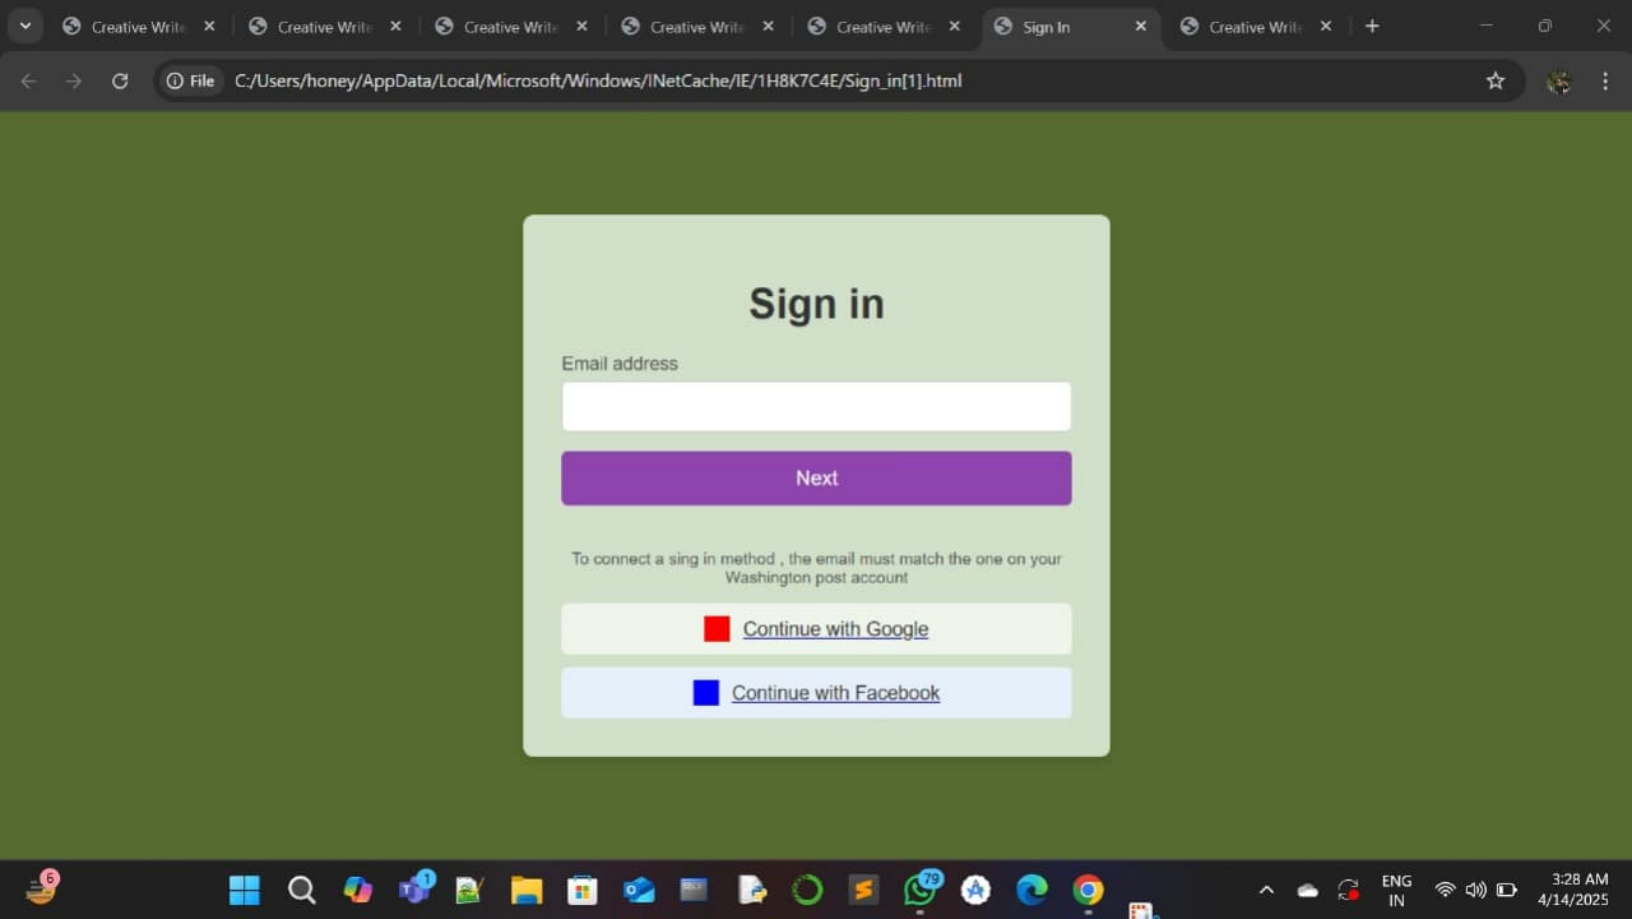 Creative Write
Creative Write
Creative Write
Creative Write
Creative Write
Sign In
Creative Write
File
C:/Users/honey/AppData/Local/Microsoft/Windows/INetCache/IE/1H8K7C4E/Sign_in[1].html
Sign in
Email address
Next
To connect a sing in method , the email must match the one on your
Washington post account
Continue with Google
Continue with Facebook
6
1
79
ENG
IN
3:28 AM
4/14/2025